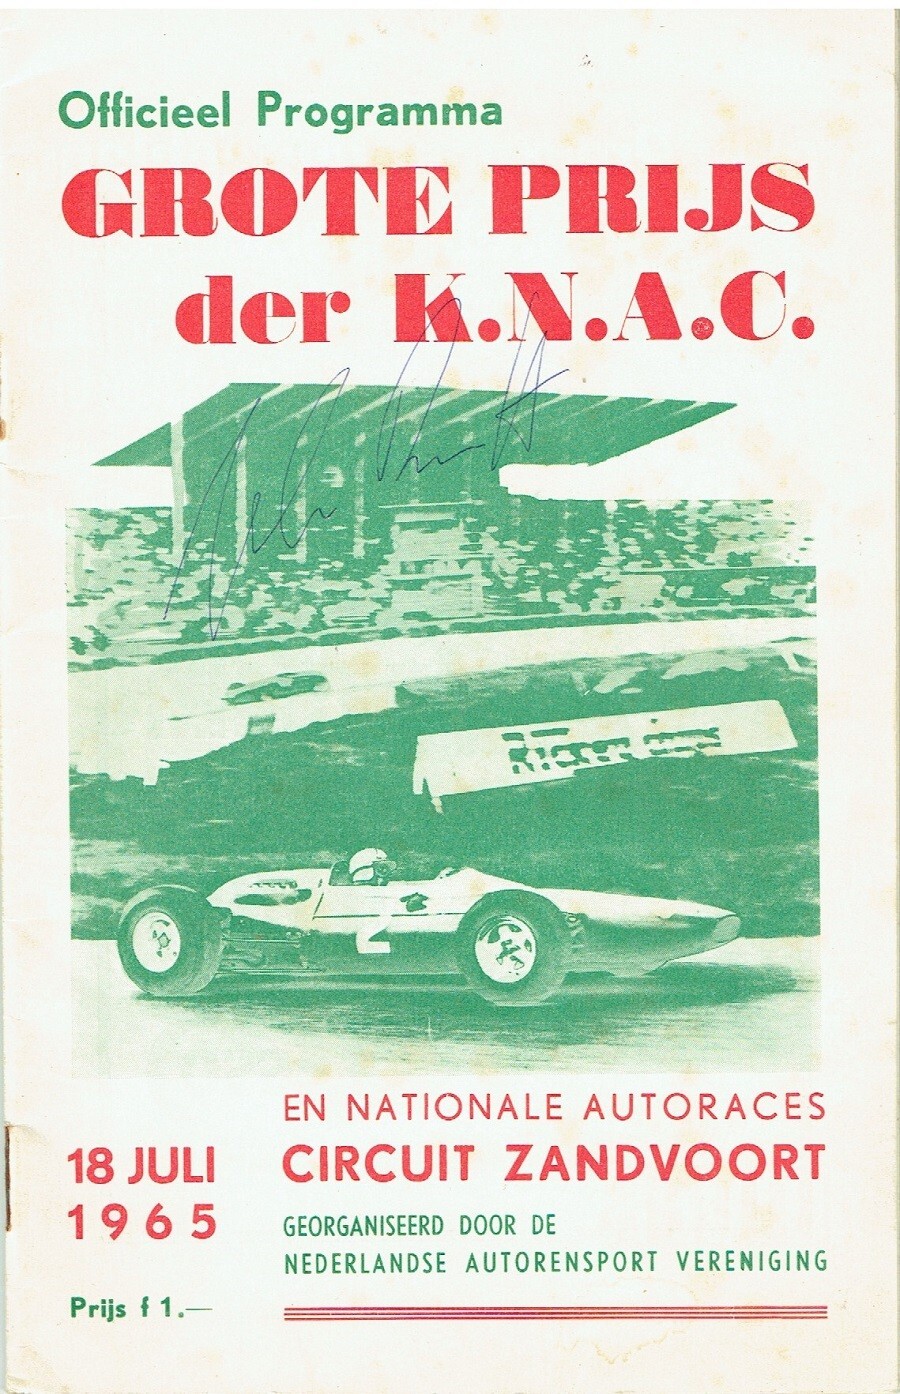 Officieel Programma
GROTE PRIJS
der K.N.A.C.
2
EN NATIONALE AUTORACES
18 JULI
1965
CIRCUIT ZANDVOORT
GEORGANISEERD DOOR DE
NEDERLANDSE AUTORENSPORT VERENIGING
Prijs f 1.—